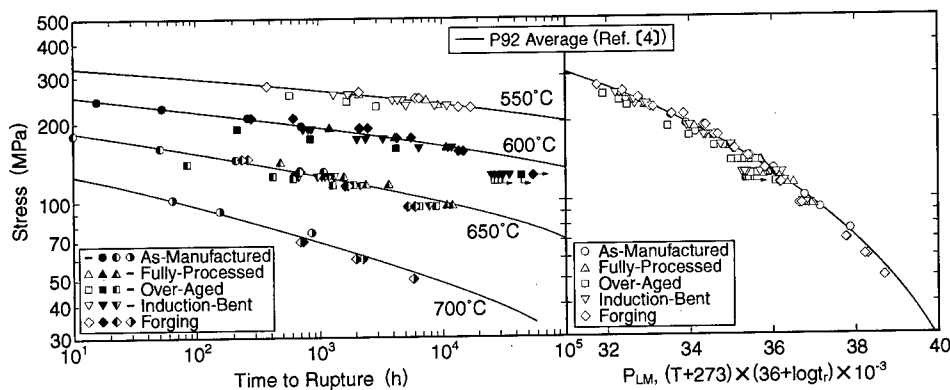 P92 Average (Ref. [4])
500
400
300
200
100
70
50
40
30
Stress (MPa)
550°C
600°C
650°C
700°C
As-Manufactured
Fully-Processed
Over-Aged
Induction-Bent
Forging
10¹
10²
10³
10⁴
10⁵
Time to Rupture (h)
As-Manufactured
Fully-Processed
Over-Aged
Induction-Bent
Forging
32
34
36
38
40
P_LM, (T+273)×(36+logt_r)×10⁻³